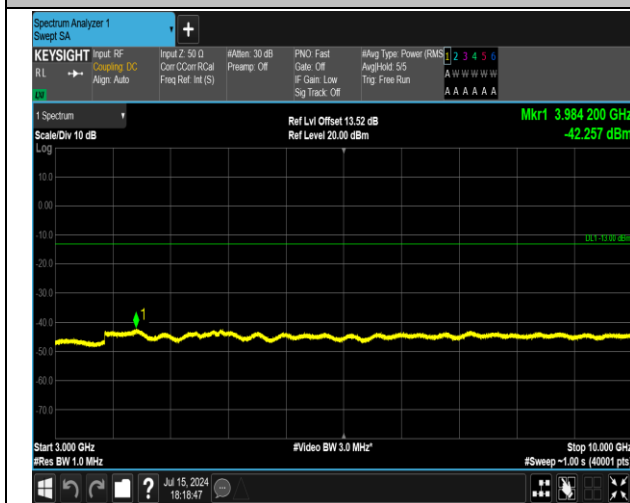 Spectrum Analyzer 1
Swept SA
+
KEYSIGHT
RL
Input: RF
Coupling: DC
Align: Auto
Input Z: 50 Ω
Corr CCorr RCal
Freq Ref: Int (S)
#Atten: 30 dB
Preamp: Off
PNO: Fast
Gate: Off
IF Gain: Low
Sig Track: Off
#Avg Type: Power (RMS
Avg|Hold: 5/5
Trig: Free Run
1 2 3 4 5 6
A W W W W W
A A A A A A
1 Spectrum
Scale/Div 10 dB
Ref Lvl Offset 13.52 dB
Ref Level 20.00 dBm
Mkr1 3.984 200 GHz
-42.257 dBm
Log
10.0
0.00
-10.0
DL1 -13.00 dBm
-20.0
-30.0
-40.0
1
-50.0
-60.0
-70.0
Start 3.000 GHz
#Res BW 1.0 MHz
#Video BW 3.0 MHz*
Stop 10.000 GHz
#Sweep ~1.00 s (40001 pts)
?
Jul 15, 2024
18:18:47